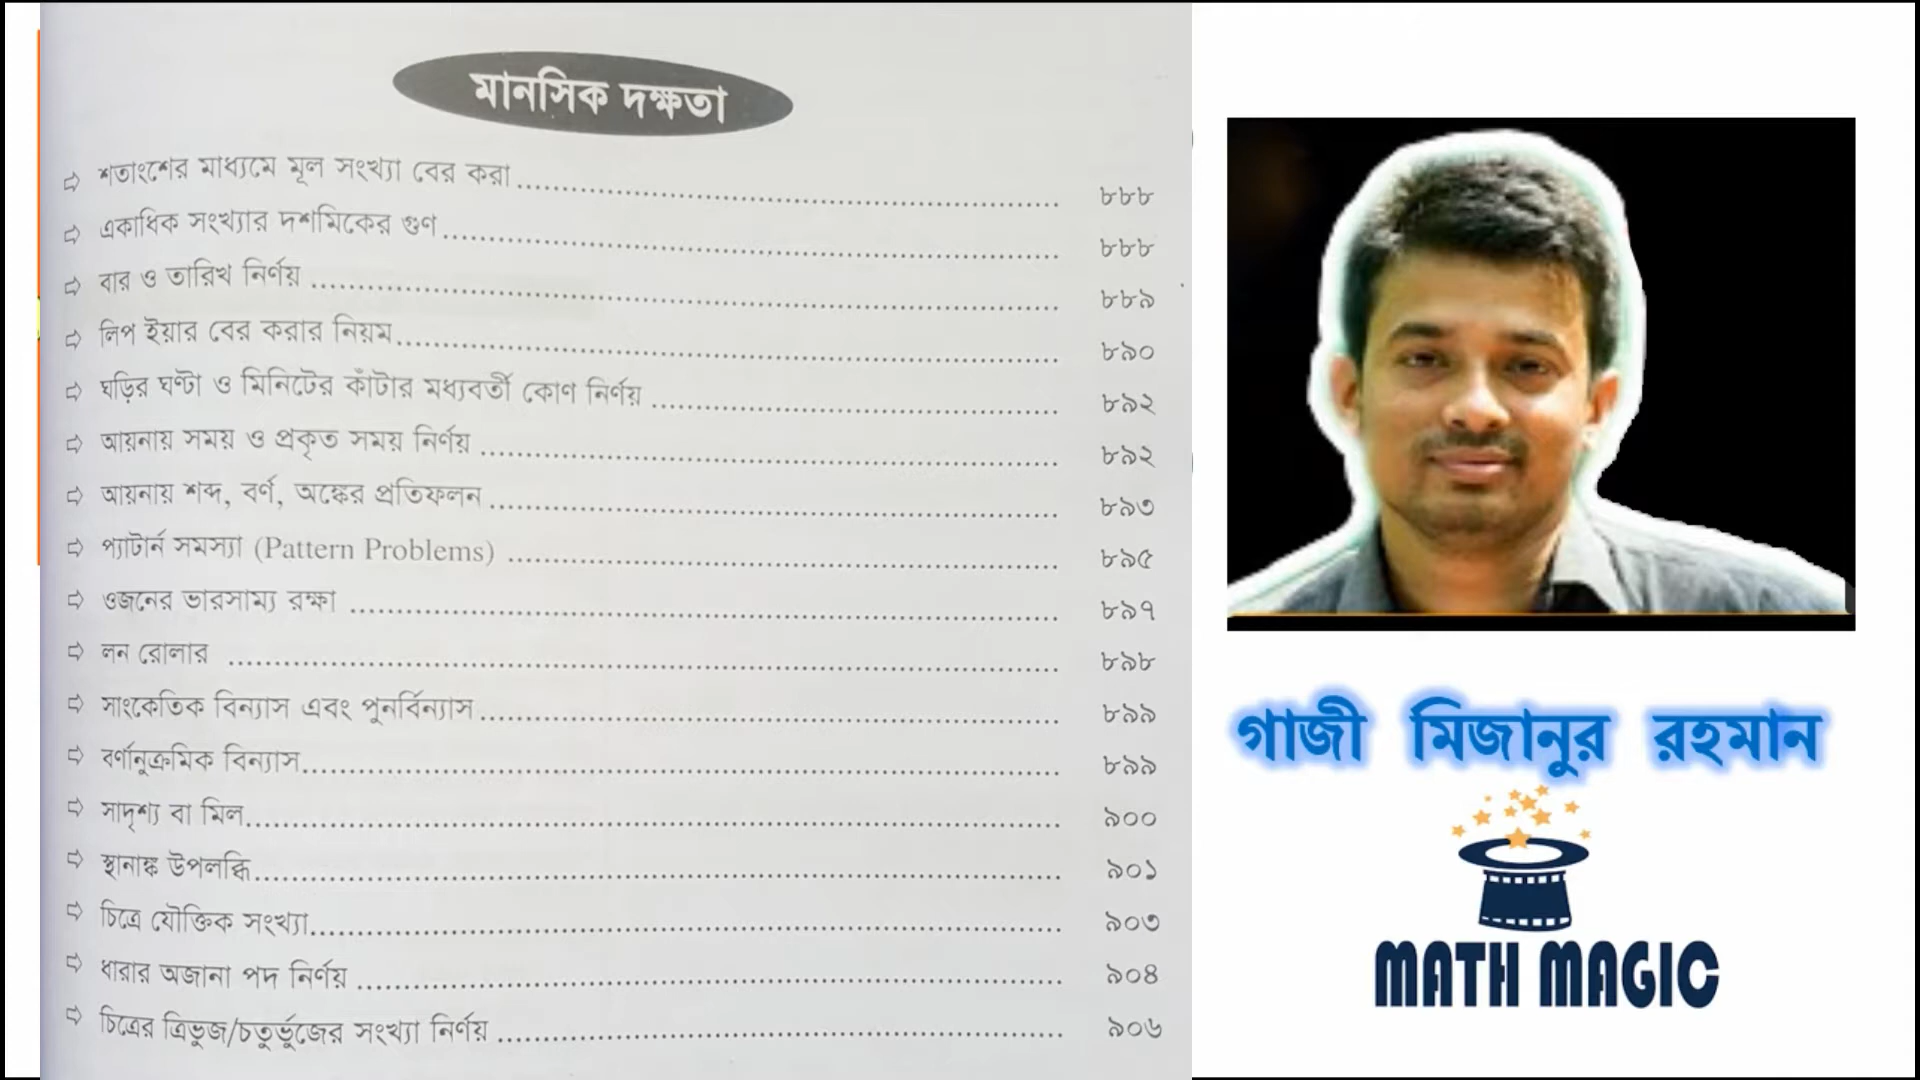 মানসিক দক্ষতা
⇨ শতাংশের মাধ্যমে মূল সংখ্যা বের করা ........ ৮৮৮
⇨ একাধিক সংখ্যার দশমিকের গুণ ........ ৮৮৮
⇨ বার ও তারিখ নির্ণয় ........ ৮৮৯
⇨ লিপ ইয়ার বের করার নিয়ম ........ ৮৯০
⇨ ঘড়ির ঘণ্টা ও মিনিটের কাঁটার মধ্যবর্তী কোণ নির্ণয় ........ ৮৯২
⇨ আয়নায় সময় ও প্রকৃত সময় নির্ণয় ........ ৮৯২
⇨ আয়নায় শব্দ, বর্ণ, অঙ্কের প্রতিফলন ........ ৮৯৩
⇨ প্যাটার্ন সমস্যা (Pattern Problems) ........ ৮৯৫
⇨ ওজনের ভারসাম্য রক্ষা ........ ৮৯৭
⇨ লন রোলার ........ ৮৯৮
⇨ সাংকেতিক বিন্যাস এবং পুনর্বিন্যাস ........ ৮৯৯
⇨ বর্ণানুক্রমিক বিন্যাস ........ ৮৯৯
⇨ সাদৃশ্য বা মিল ........ ৯০০
⇨ স্থানাঙ্ক উপলব্ধি ........ ৯০১
⇨ চিত্রে যৌক্তিক সংখ্যা ........ ৯০৩
⇨ ধারার অজানা পদ নির্ণয় ........ ৯০৪
⇨ চিত্রের ত্রিভুজ/চতুর্ভুজের সংখ্যা নির্ণয় ........ ৯০৬
গাজী মিজানুর রহমান
MATH MAGIC